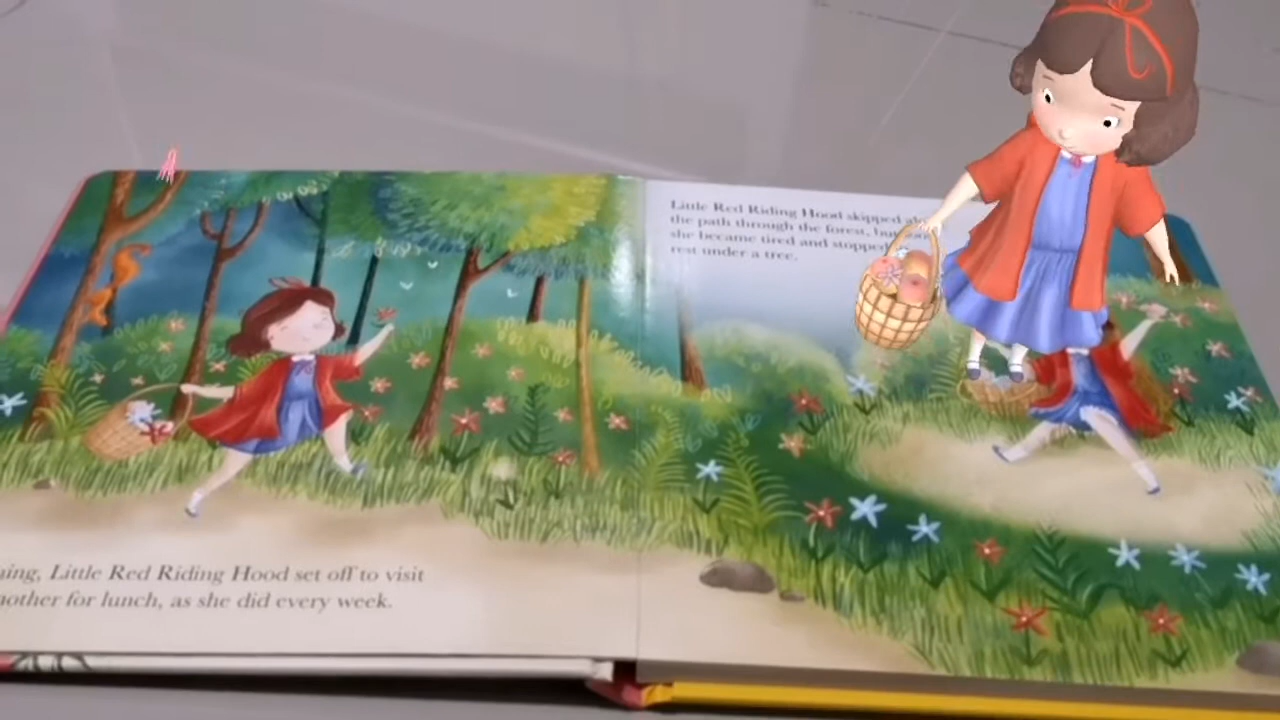 Little Red Riding Hood skipped
the path through the forest, but
she became tired and stopped
rest under a tree.
Little Red Riding Hood set off to visit
for lunch, as she did every week.